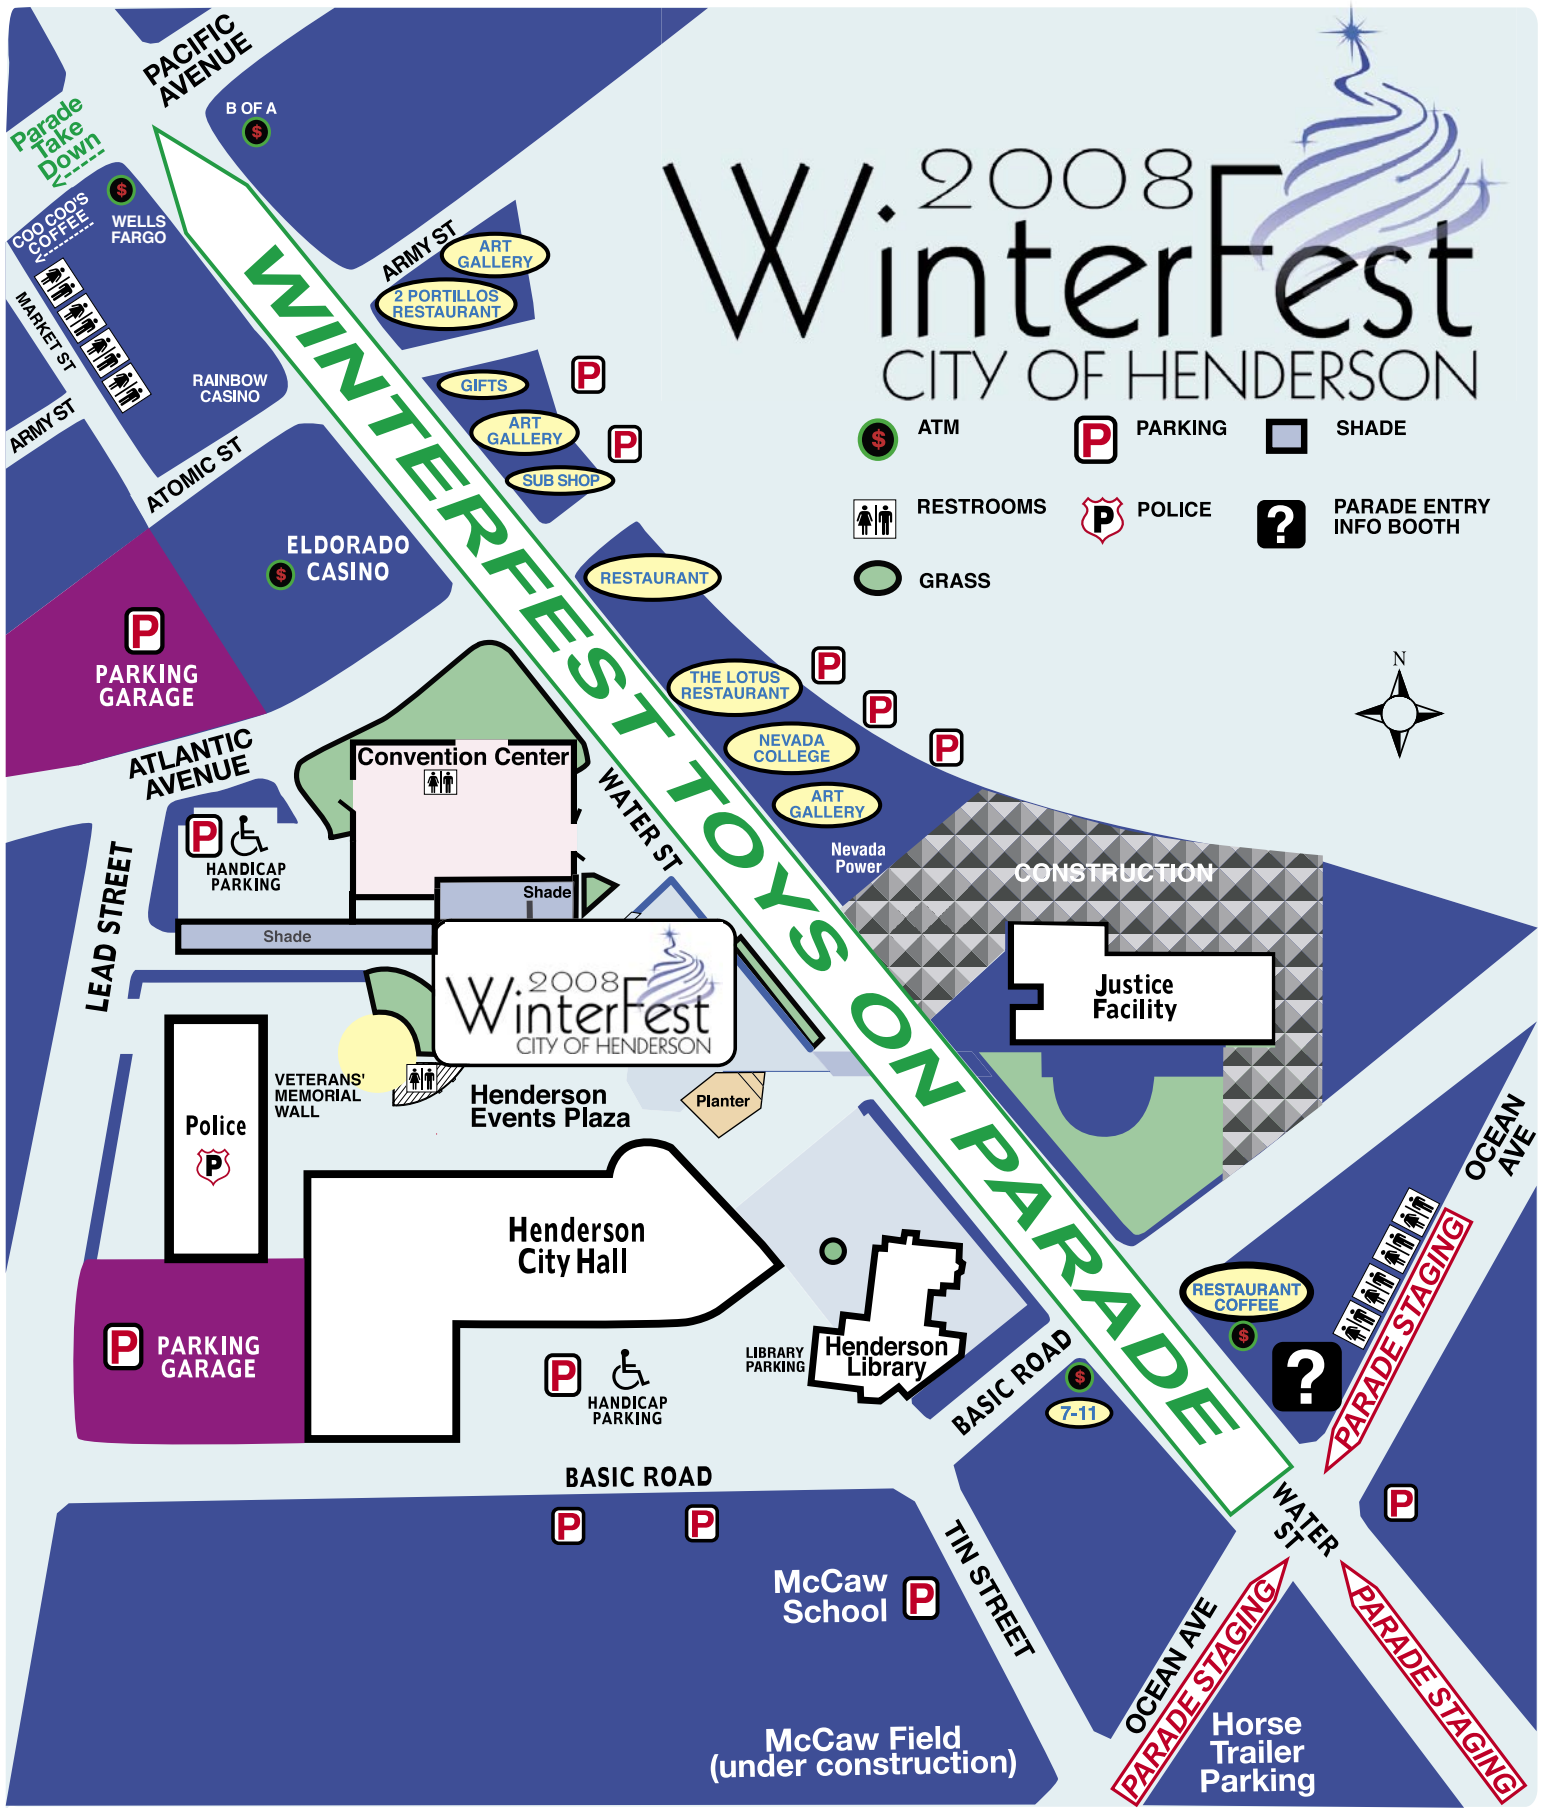 PACIFIC
AVENUE
B OF A
$
Parade
Take
Down
$
WELLS
FARGO
COO COO'S
COFFEE
MARKET ST
RAINBOW
CASINO
ARMY ST
ATOMIC ST
ARMY ST
ART
GALLERY
2 PORTILLOS
RESTAURANT
GIFTS
P
ART
GALLERY
P
SUB SHOP
2008
WinterFest
CITY OF HENDERSON
$ ATM
P PARKING
SHADE
RESTROOMS
P POLICE
? PARADE ENTRY
INFO BOOTH
GRASS
N
WINTERFEST TOYS ON PARADE
ELDORADO
$ CASINO
P
PARKING
GARAGE
RESTAURANT
THE LOTUS
RESTAURANT
P
P
NEVADA
COLLEGE
P
ART
GALLERY
Nevada
Power
ATLANTIC
AVENUE
Convention Center
WATER ST
P
HANDICAP
PARKING
LEAD STREET
Shade
Shade
CONSTRUCTION
Justice
Facility
2008
WinterFest
CITY OF HENDERSON
VETERANS'
MEMORIAL
WALL
Henderson
Events Plaza
Planter
Police
P
Henderson
City Hall
OCEAN
AVE
P PARKING
GARAGE
P
HANDICAP
PARKING
LIBRARY
PARKING
Henderson
Library
BASIC ROAD
$
7-11
RESTAURANT
COFFEE
$
?
PARADE STAGING
BASIC ROAD
P
P
P
WATER
ST
TIN STREET
McCaw
School
P
OCEAN AVE
PARADE STAGING
PARADE STAGING
McCaw Field
(under construction)
Horse
Trailer
Parking